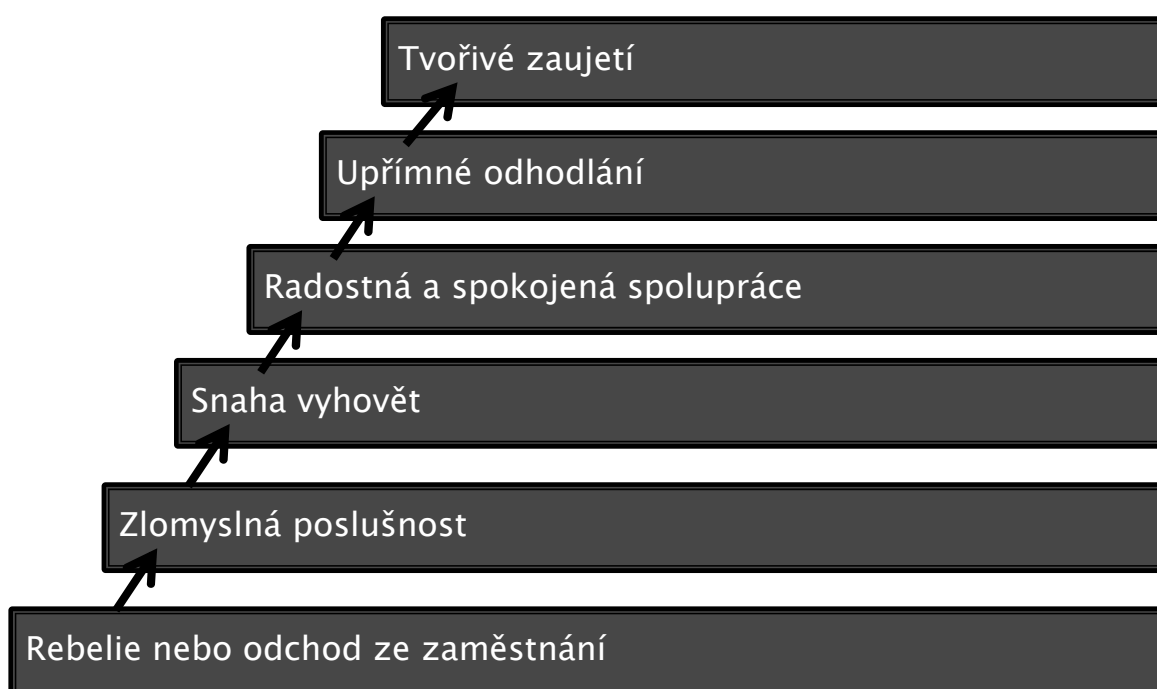 Tvořivé zaujetí
Upřímné odhodlání
Radostná a spokojená spolupráce
Snaha vyhovět
Zlomyslná poslušnost
Rebelie nebo odchod ze zaměstnání